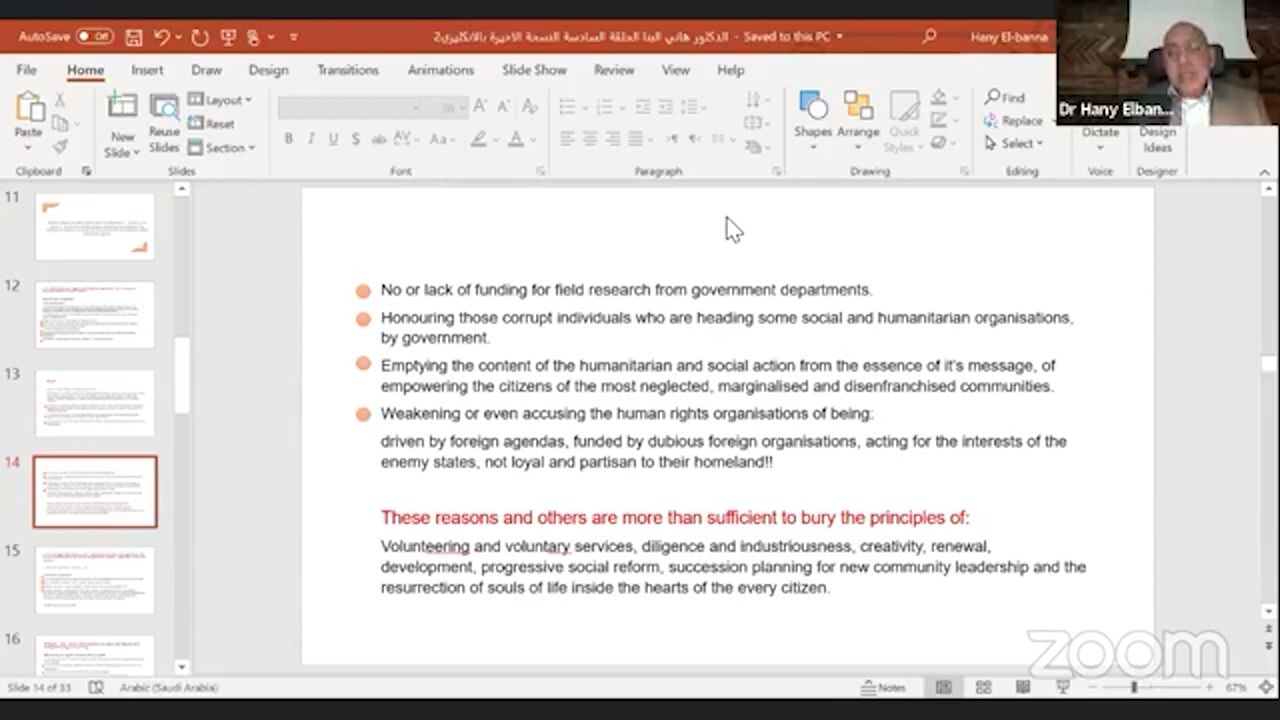 AutoSave Off
الدكتور هاني البنا الحلقة السادسة النسخة الاخيرة بالانكليزي2 - Saved to this PC
Hany El-banna
File Home Insert Draw Design Transitions Animations Slide Show Review View Help
Paste
New Slide
Reuse Slides
Layout
Reset
Section
Shapes
Arrange
Quick Styles
Find
Replace
Select
Dictate
Design Ideas
Clipboard Slides Font Paragraph Drawing Editing Voice Designer
Dr Hany Elban...
11
12
13
14
15
16
No or lack of funding for field research from government departments.
Honouring those corrupt individuals who are heading some social and humanitarian organisations,
by government.
Emptying the content of the humanitarian and social action from the essence of it's message, of
empowering the citizens of the most neglected, marginalised and disenfranchised communities.
Weakening or even accusing the human rights organisations of being:
driven by foreign agendas, funded by dubious foreign organisations, acting for the interests of the
enemy states, not loyal and partisan to their homeland!!
These reasons and others are more than sufficient to bury the principles of:
Volunteering and voluntary services, diligence and industriousness, creativity, renewal,
development, progressive social reform, succession planning for new community leadership and the
resurrection of souls of life inside the hearts of the every citizen.
zoom
Slide 14 of 33 Arabic (Saudi Arabia) Notes 67%